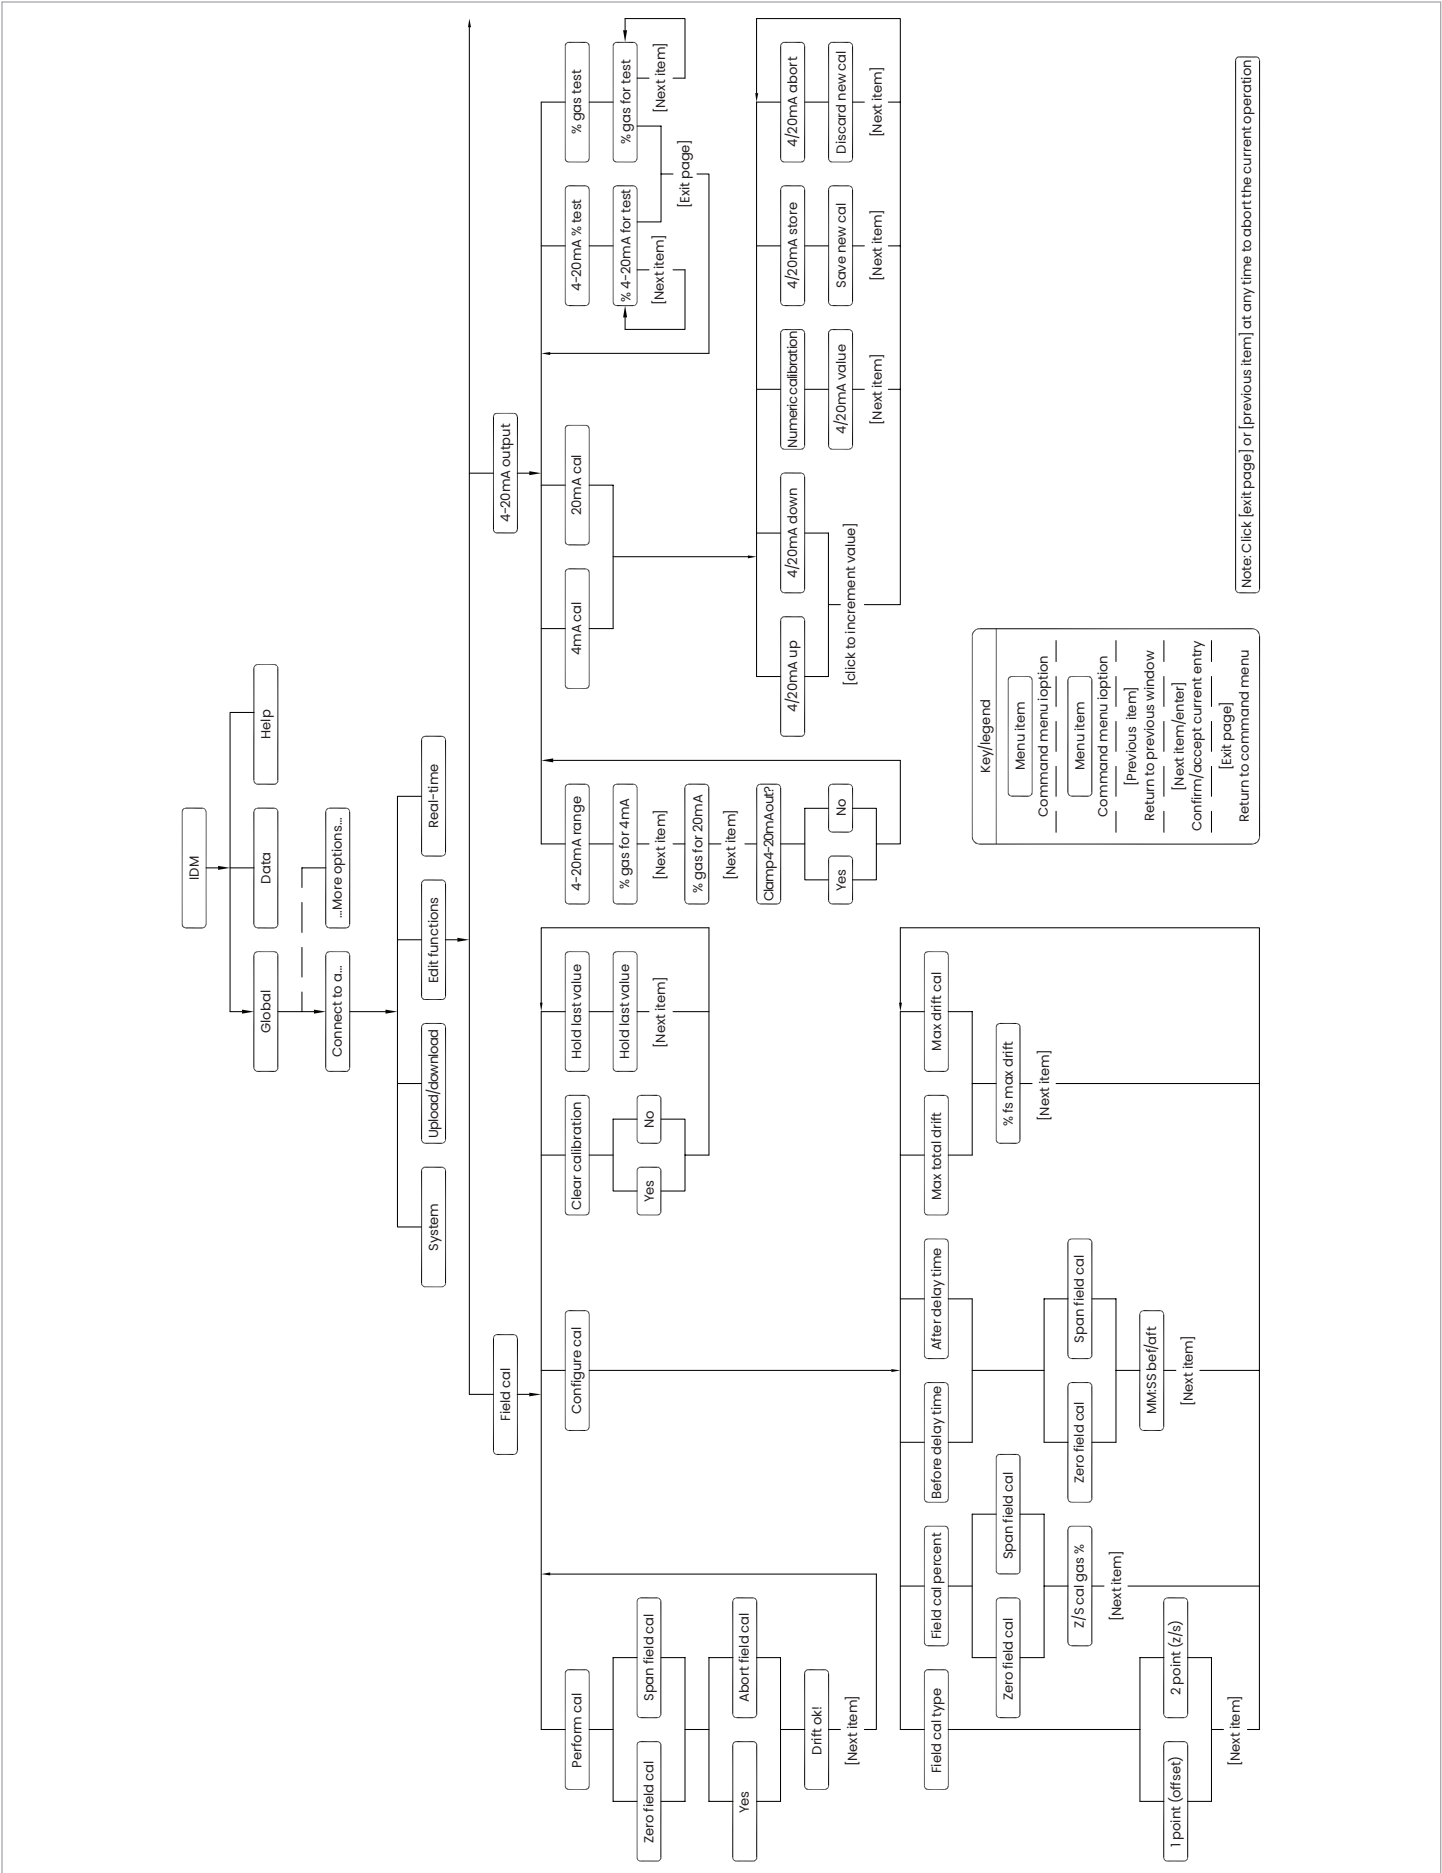 IDM
Global
Data
Help
Connect to a...
...More options...
System
Upload/download
Edit functions
Real-time
Field cal
4-20mA output
Perform cal
Zero field cal
Span field cal
Yes
Abort field cal
Drift ok!
[Next item]
Configure cal
Clear calibration
Yes
No
Hold last value
Hold last value
[Next item]
Field cal type
1 point (offset)
2 point (z/s)
[Next item]
Field cal percent
Zero field cal
Span field cal
Z/S cal gas %
[Next item]
Before delay time
After delay time
Zero field cal
Span field cal
MM:SS bef/aft
[Next item]
Max total drift
Max drift cal
% fs max drift
[Next item]
4-20mA range
% gas for 4mA
[Next item]
% gas for 20mA
[Next item]
Clamp4-20mAout?
Yes
No
4mA cal
20mA cal
4-20mA % test
% 4-20mA for test
[Next item]
% gas test
% gas for test
[Next item]
[Exit page]
4/20mA up
4/20mA down
[click to increment value]
Numeric calibration
4/20mA value
[Next item]
4/20mA store
Save new cal
[Next item]
4/20mA abort
Discard new cal
[Next item]
Key/legend
Menu item
Command menu ioption
Menu item
Command menu ioption
[Previous item]
Return to previous window
[Next item/enter]
Confirm/accept current entry
[Exit page]
Return to command menu
Note: Click [exit page] or [previous item] at any time to abort the current operation